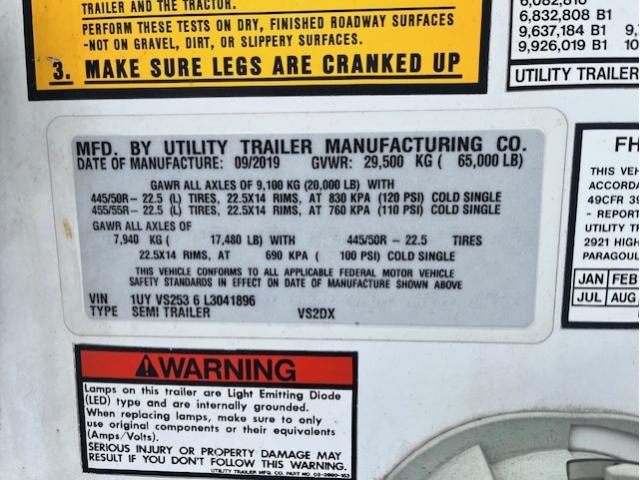 TRAILER AND THE TRACTOR.
PERFORM THESE TESTS ON DRY, FINISHED ROADWAY SURFACES
-NOT ON GRAVEL, DIRT, OR SLIPPERY SURFACES.
3. MAKE SURE LEGS ARE CRANKED UP
6,832,808 B1
9,637,184 B1 9,
9,926,019 B1 10
UTILITY TRAILER
MFD. BY UTILITY TRAILER MANUFACTURING CO.
DATE OF MANUFACTURE: 09/2019 GVWR: 29,500 KG ( 65,000 LB)
GAWR ALL AXLES OF 9,100 KG (20,000 LB) WITH
445/50R- 22.5 (L) TIRES, 22.5X14 RIMS, AT 830 KPA (120 PSI) COLD SINGLE
455/55R- 22.5 (L) TIRES, 22.5X14 RIMS, AT 760 KPA (110 PSI) COLD SINGLE
GAWR ALL AXLES OF
7,940 KG ( 17,480 LB) WITH 445/50R - 22.5 TIRES
22.5X14 RIMS, AT 690 KPA ( 100 PSI) COLD SINGLE
THIS VEHICLE CONFORMS TO ALL APPLICABLE FEDERAL MOTOR VEHICLE
SAFETY STANDARDS IN EFFECT ON DATE OF MANUFACTURE SHOWN ABOVE
VIN 1UY VS253 6 L3041896
TYPE SEMI TRAILER VS2DX
FH
THIS VEH
ACCORDA
49CFR 39
- REPORT
UTILITY T
2921 HIGH
PARAGOUL
JAN FEB
JUL AUG
WARNING
Lamps on this trailer are Light Emitting Diode
(LED) type and are internally grounded.
When replacing lamps, make sure to only
use original components or their equivalents
(Amps/Volts).
SERIOUS INJURY OR PROPERTY DAMAGE MAY
RESULT IF YOU DON'T FOLLOW THIS WARNING.
UTILITY TRAILER MFG. CO. PART NO.